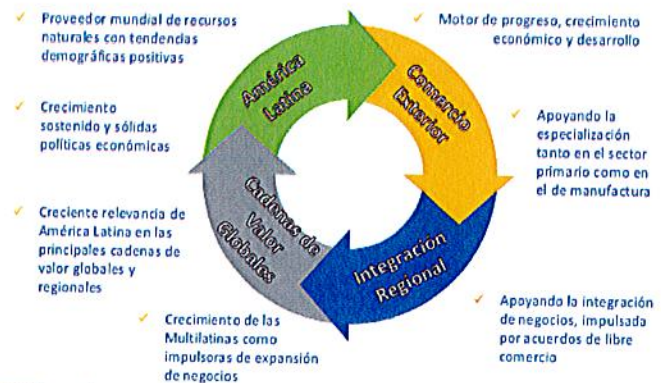 Proveedor mundial de recursos
naturales con tendencias
demográficas positivas
Crecimiento
sostenido y sólidas
políticas económicas
Creciente relevancia de
América Latina en las
principales cadenas de
valor globales y
regionales
Crecimiento de las
Multilatinas como
impulsoras de expansión
de negocios
América
Latina
Comercio
Exterior
Integración
Regional
Cadenas de
Valor
Globales
Motor de progreso, crecimiento
económico y desarrollo
Apoyando la
especialización
tanto en el sector
primario como en
el de manufactura
Apoyando la integración
de negocios, impulsada
por acuerdos de libre
comercio